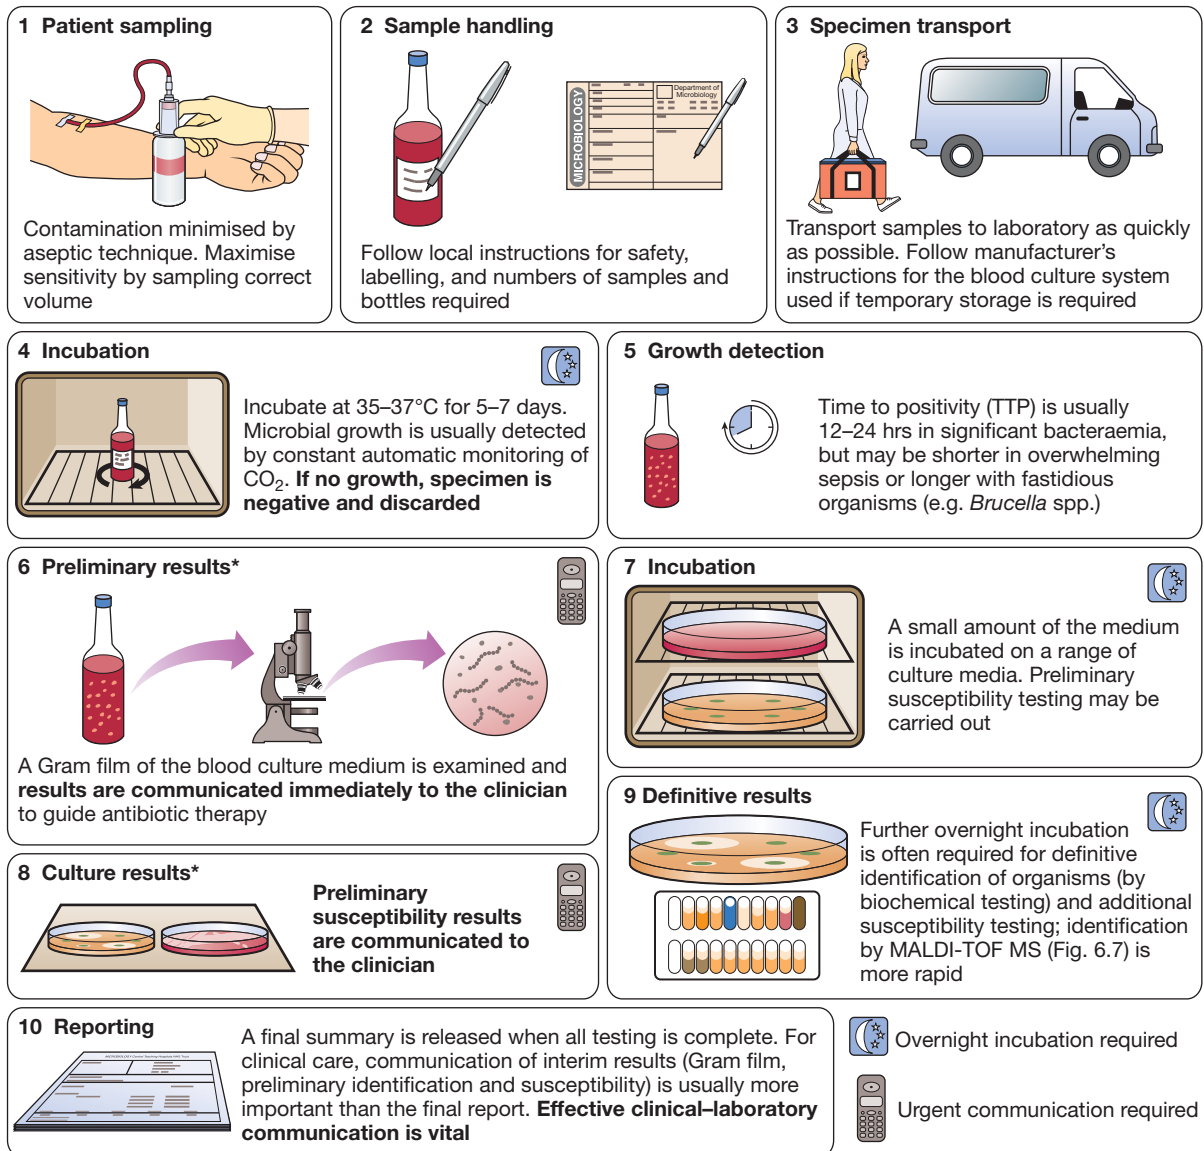 1 Patient sampling
Contamination minimised by
aseptic technique. Maximise
sensitivity by sampling correct
volume
2 Sample handling
MICROBIOLOGY
Department of
Microbiology
Follow local instructions for safety,
labelling, and numbers of samples and
bottles required
3 Specimen transport
Transport samples to laboratory as quickly
as possible. Follow manufacturer’s
instructions for the blood culture system
used if temporary storage is required
4 Incubation
Incubate at 35–37°C for 5–7 days.
Microbial growth is usually detected
by constant automatic monitoring of
CO₂. If no growth, specimen is
negative and discarded
5 Growth detection
Time to positivity (TTP) is usually
12–24 hrs in significant bacteraemia,
but may be shorter in overwhelming
sepsis or longer with fastidious
organisms (e.g. Brucella spp.)
6 Preliminary results*
A Gram film of the blood culture medium is examined and
results are communicated immediately to the clinician
to guide antibiotic therapy
7 Incubation
A small amount of the medium
is incubated on a range of
culture media. Preliminary
susceptibility testing may be
carried out
8 Culture results*
Preliminary
susceptibility results
are communicated to
the clinician
9 Definitive results
Further overnight incubation
is often required for definitive
identification of organisms (by
biochemical testing) and additional
susceptibility testing; identification
by MALDI-TOF MS (Fig. 6.7) is
more rapid
10 Reporting
A final summary is released when all testing is complete. For
clinical care, communication of interim results (Gram film,
preliminary identification and susceptibility) is usually more
important than the final report. Effective clinical–laboratory
communication is vital
Overnight incubation required
Urgent communication required